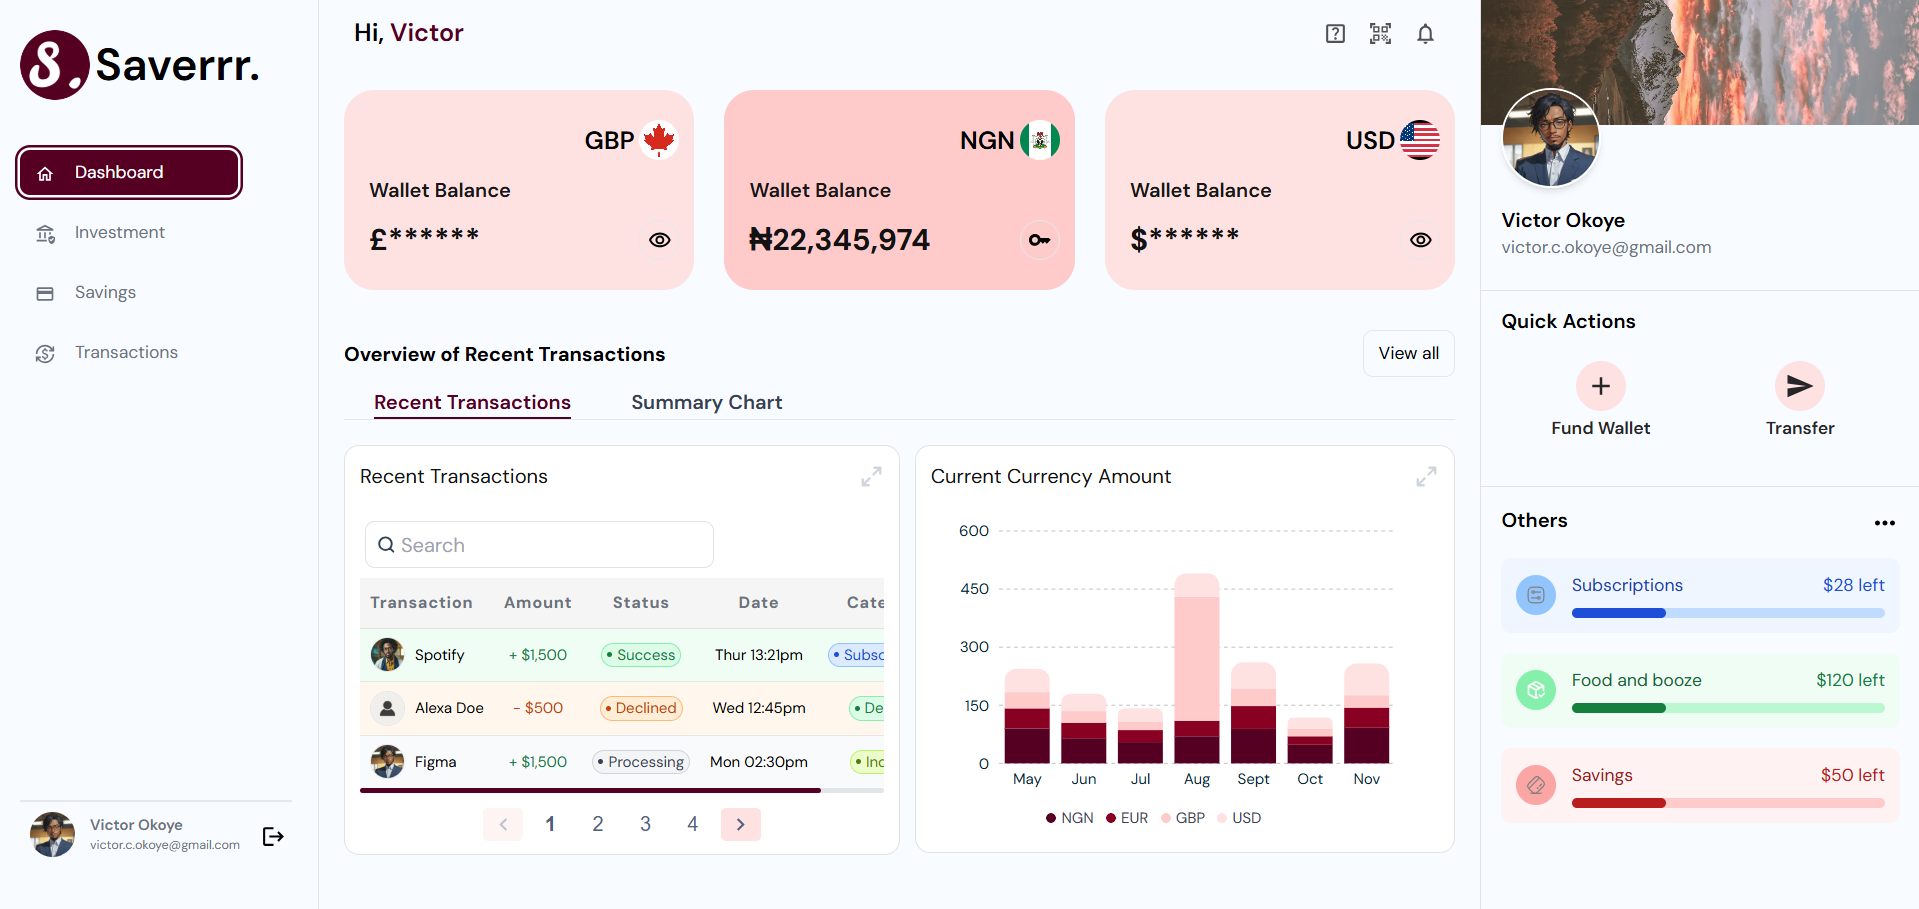 Saverrr.
Dashboard
Investment
Savings
Transactions
Victor Okoye
victor.c.okoye@gmail.com
Hi, Victor
GBP
Wallet Balance
£******
NGN
Wallet Balance
₦22,345,974
USD
Wallet Balance
$******
Overview of Recent Transactions
View all
Recent Transactions
Summary Chart
Recent Transactions
Search
Transaction Amount Status Date Cate
Spotify + $1,500 • Success Thur 13:21pm • Subsc
Alexa Doe - $500 • Declined Wed 12:45pm • De
Figma + $1,500 • Processing Mon 02:30pm • Inc
1 2 3 4
Current Currency Amount
600
450
300
150
0
May Jun Jul Aug Sept Oct Nov
NGN EUR GBP USD
Victor Okoye
victor.c.okoye@gmail.com
Quick Actions
Fund Wallet
Transfer
Others
Subscriptions $28 left
Food and booze $120 left
Savings $50 left